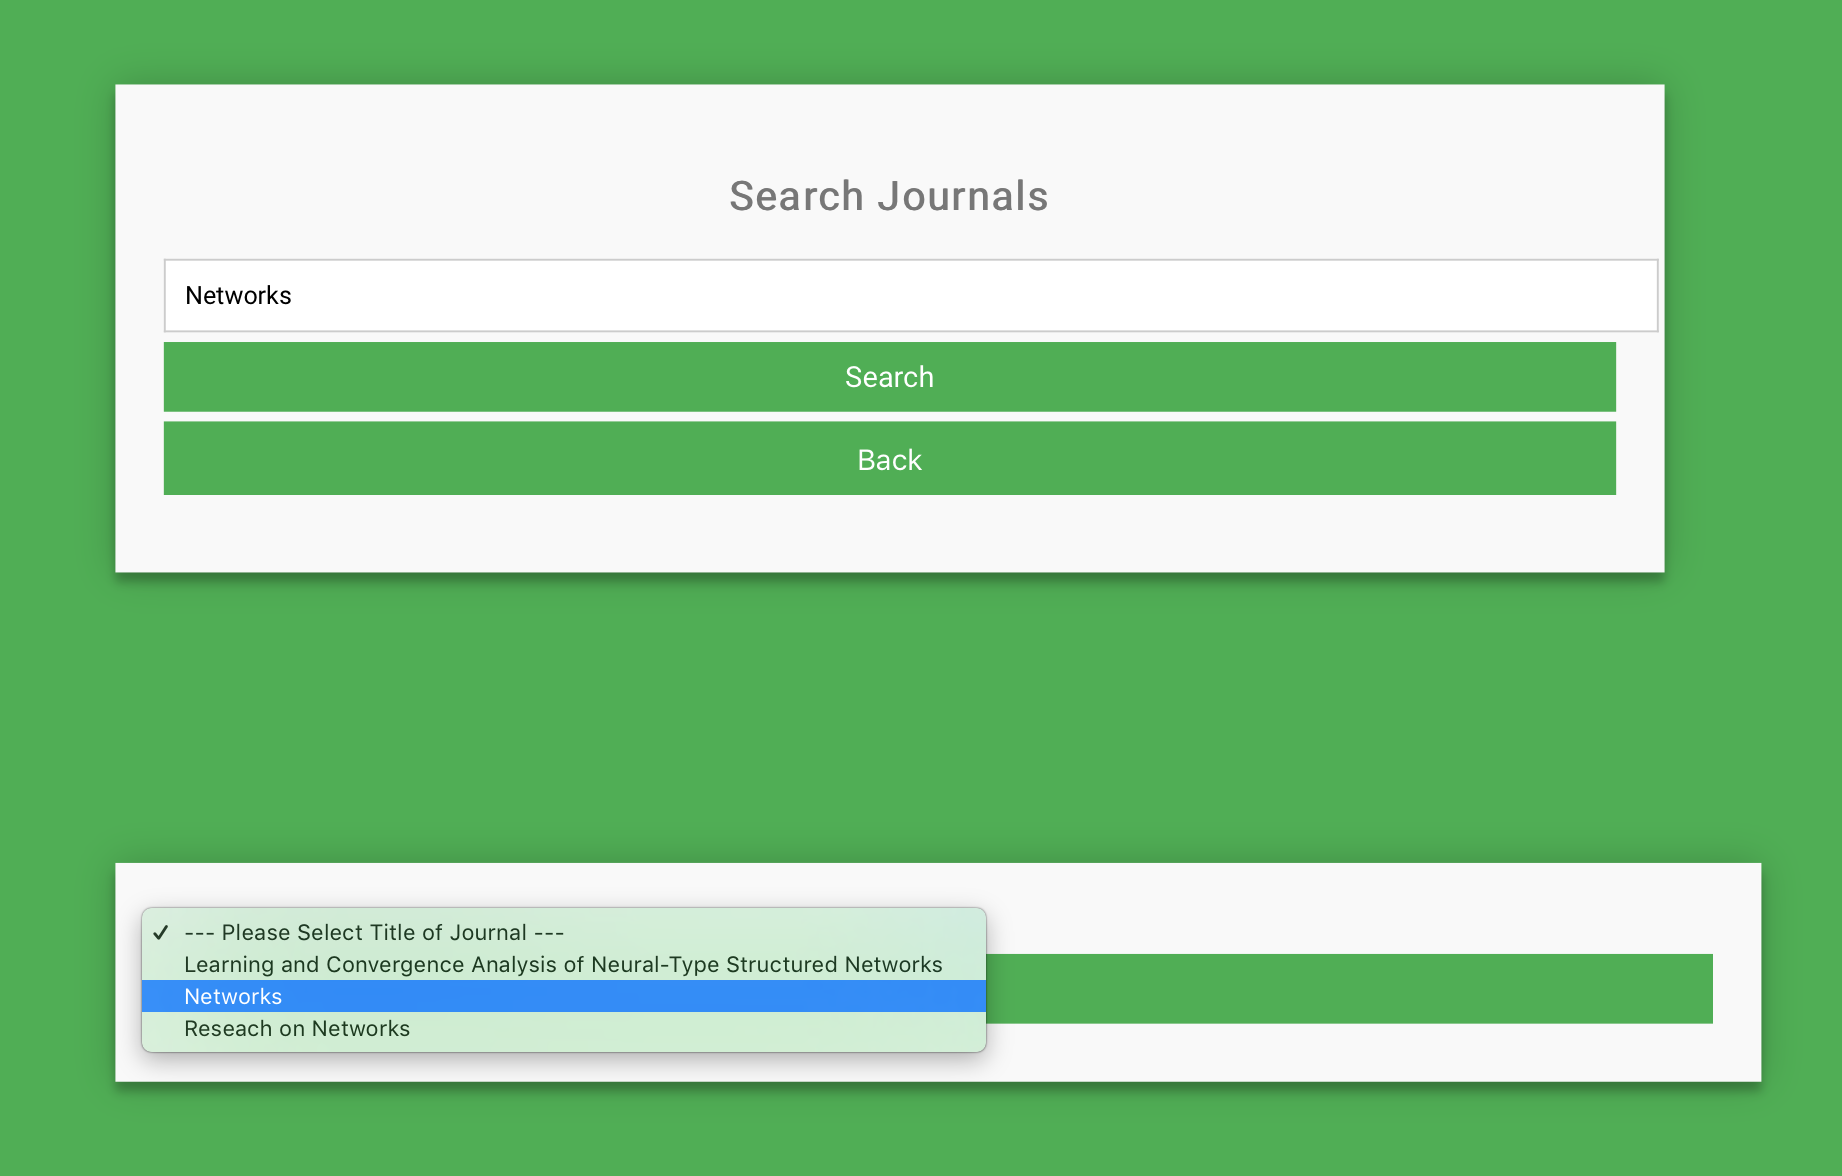 Search Journals
Networks
Search
Back
--- Please Select Title of Journal ---
Learning and Convergence Analysis of Neural-Type Structured Networks
Networks
Reseach on Networks